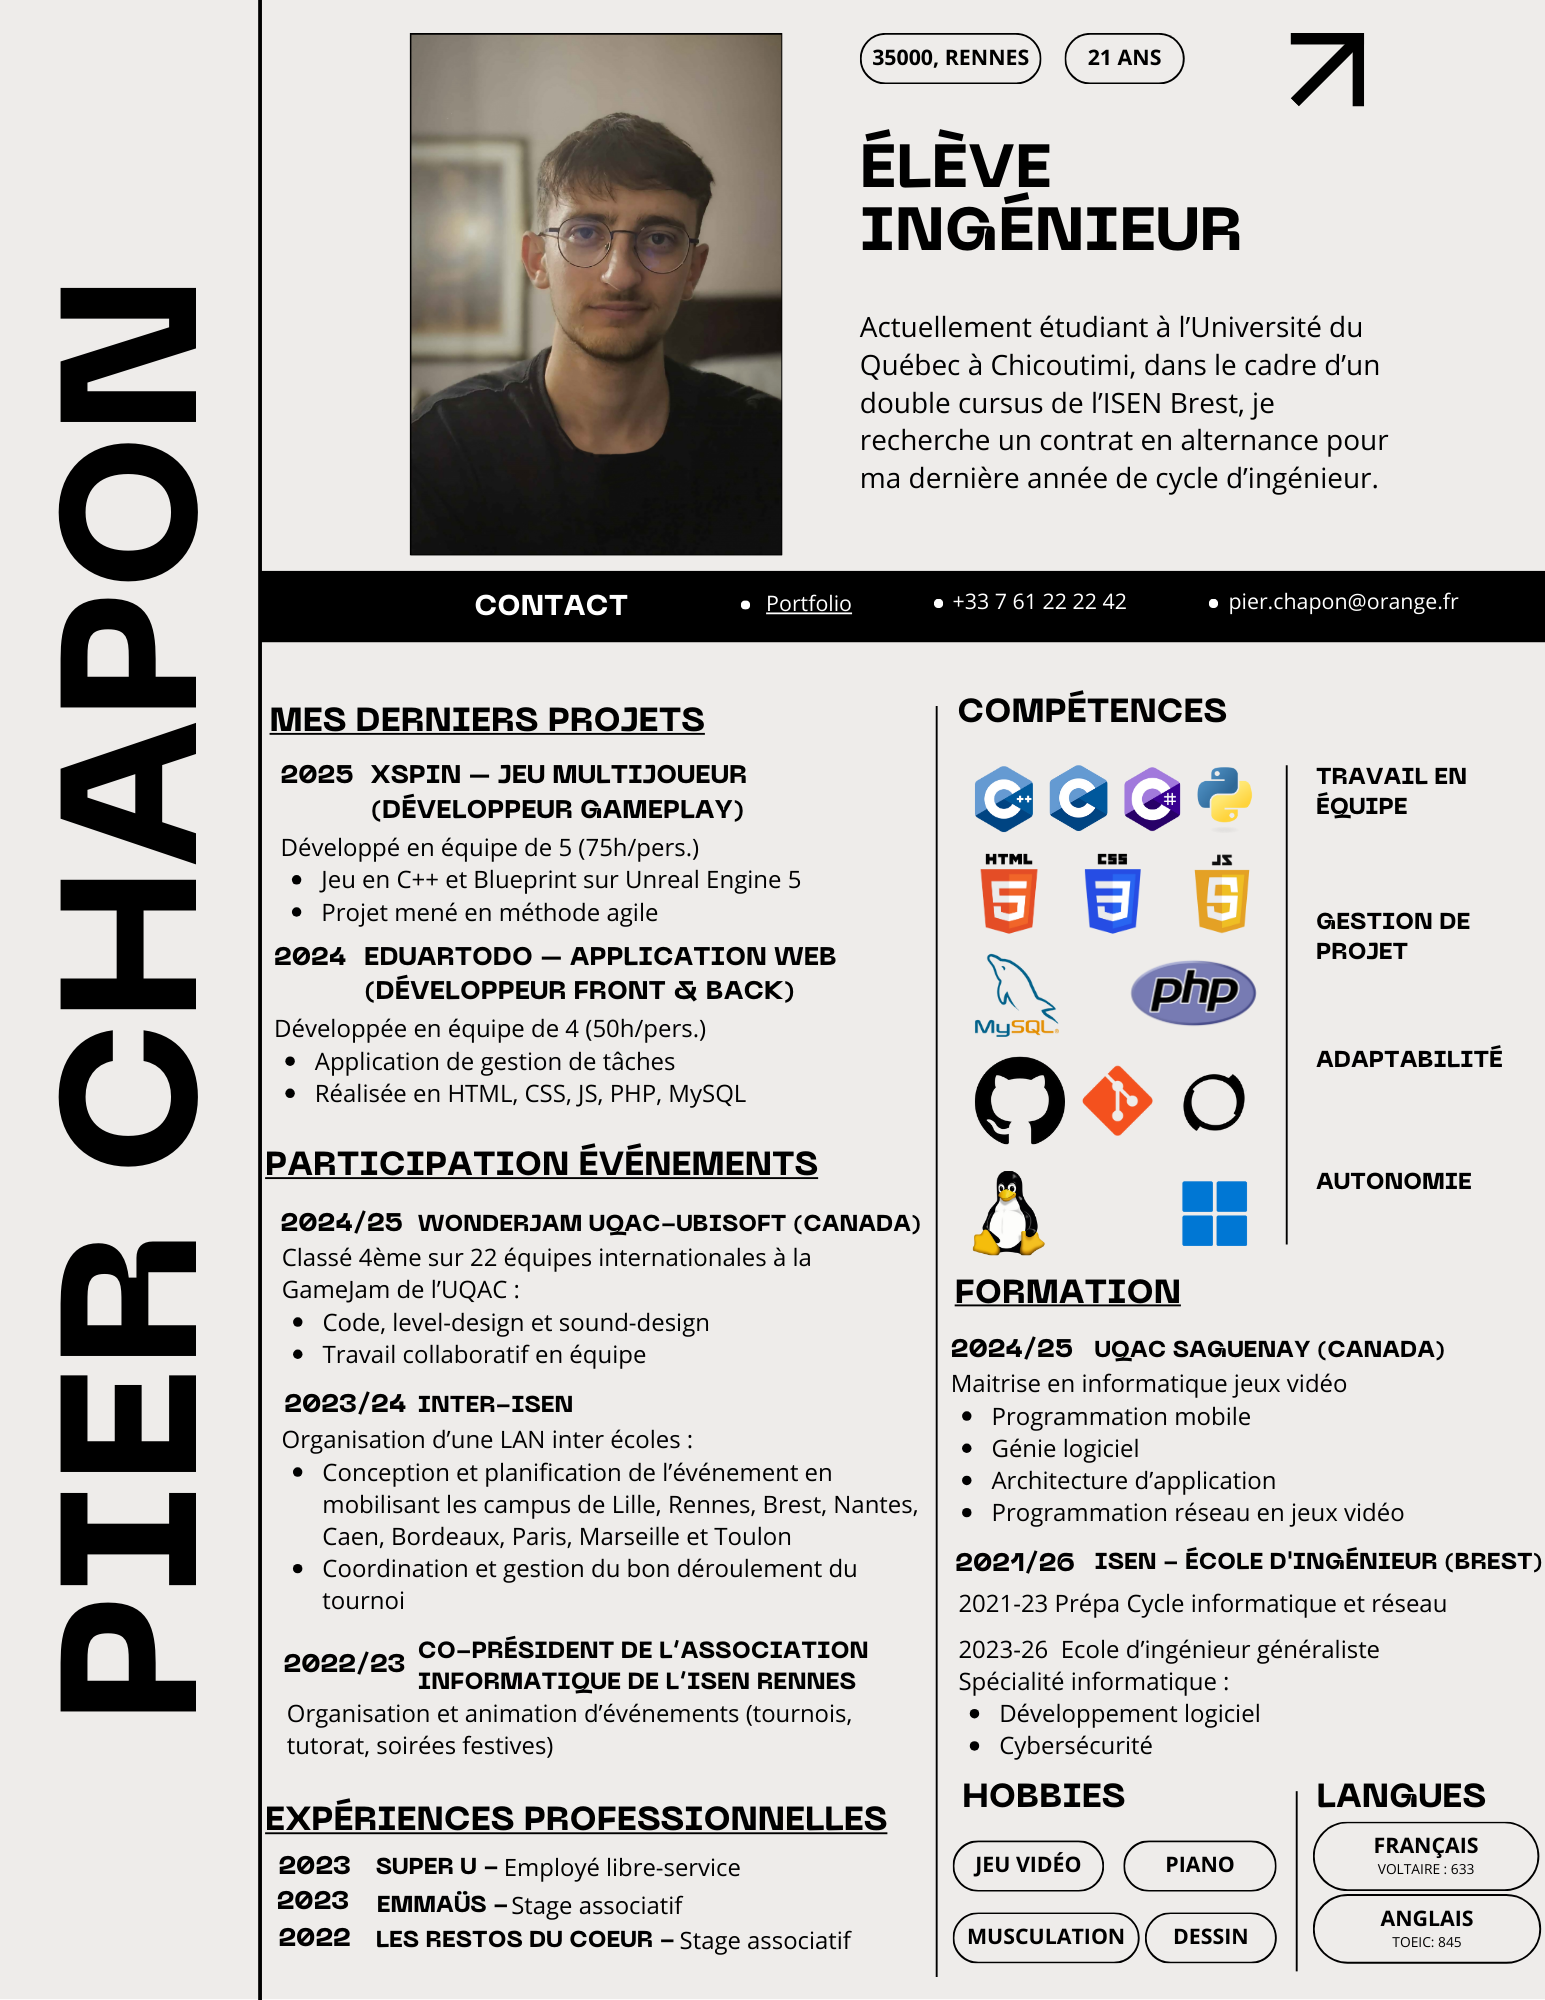 PIER CHAPON
35000, RENNES
21 ANS
ÉLÈVE
INGÉNIEUR
Actuellement étudiant à l’Université du
Québec à Chicoutimi, dans le cadre d’un
double cursus de l’ISEN Brest, je
recherche un contrat en alternance pour
ma dernière année de cycle d’ingénieur.
CONTACT
• Portfolio
• +33 7 61 22 22 42
• pier.chapon@orange.fr
MES DERNIERS PROJETS
2025 XSPIN – JEU MULTIJOUEUR
(DÉVELOPPEUR GAMEPLAY)
Développé en équipe de 5 (75h/pers.)
• Jeu en C++ et Blueprint sur Unreal Engine 5
• Projet mené en méthode agile
2024 EDUARTODO – APPLICATION WEB
(DÉVELOPPEUR FRONT & BACK)
Développée en équipe de 4 (50h/pers.)
• Application de gestion de tâches
• Réalisée en HTML, CSS, JS, PHP, MySQL
PARTICIPATION ÉVÉNEMENTS
2024/25 WONDERJAM UQAC-UBISOFT (CANADA)
Classé 4ème sur 22 équipes internationales à la
GameJam de l’UQAC :
• Code, level-design et sound-design
• Travail collaboratif en équipe
2023/24 INTER-ISEN
Organisation d’une LAN inter écoles :
• Conception et planification de l’événement en
mobilisant les campus de Lille, Rennes, Brest, Nantes,
Caen, Bordeaux, Paris, Marseille et Toulon
• Coordination et gestion du bon déroulement du
tournoi
2022/23 CO-PRÉSIDENT DE L’ASSOCIATION
INFORMATIQUE DE L’ISEN RENNES
Organisation et animation d’événements (tournois,
tutorat, soirées festives)
EXPÉRIENCES PROFESSIONNELLES
2023 SUPER U – Employé libre-service
2023 EMMAÜS – Stage associatif
2022 LES RESTOS DU COEUR – Stage associatif
COMPÉTENCES
C++ C C# 
HTML CSS JS
5 3 5
MySQL php
TRAVAIL EN
ÉQUIPE
GESTION DE
PROJET
ADAPTABILITÉ
AUTONOMIE
FORMATION
2024/25 UQAC SAGUENAY (CANADA)
Maitrise en informatique jeux vidéo
• Programmation mobile
• Génie logiciel
• Architecture d’application
• Programmation réseau en jeux vidéo
2021/26 ISEN - ÉCOLE D'INGÉNIEUR (BREST)
2021-23 Prépa Cycle informatique et réseau
2023-26 Ecole d’ingénieur généraliste
Spécialité informatique :
• Développement logiciel
• Cybersécurité
HOBBIES
JEU VIDÉO
PIANO
MUSCULATION
DESSIN
LANGUES
FRANÇAIS
VOLTAIRE : 633
ANGLAIS
TOEIC: 845